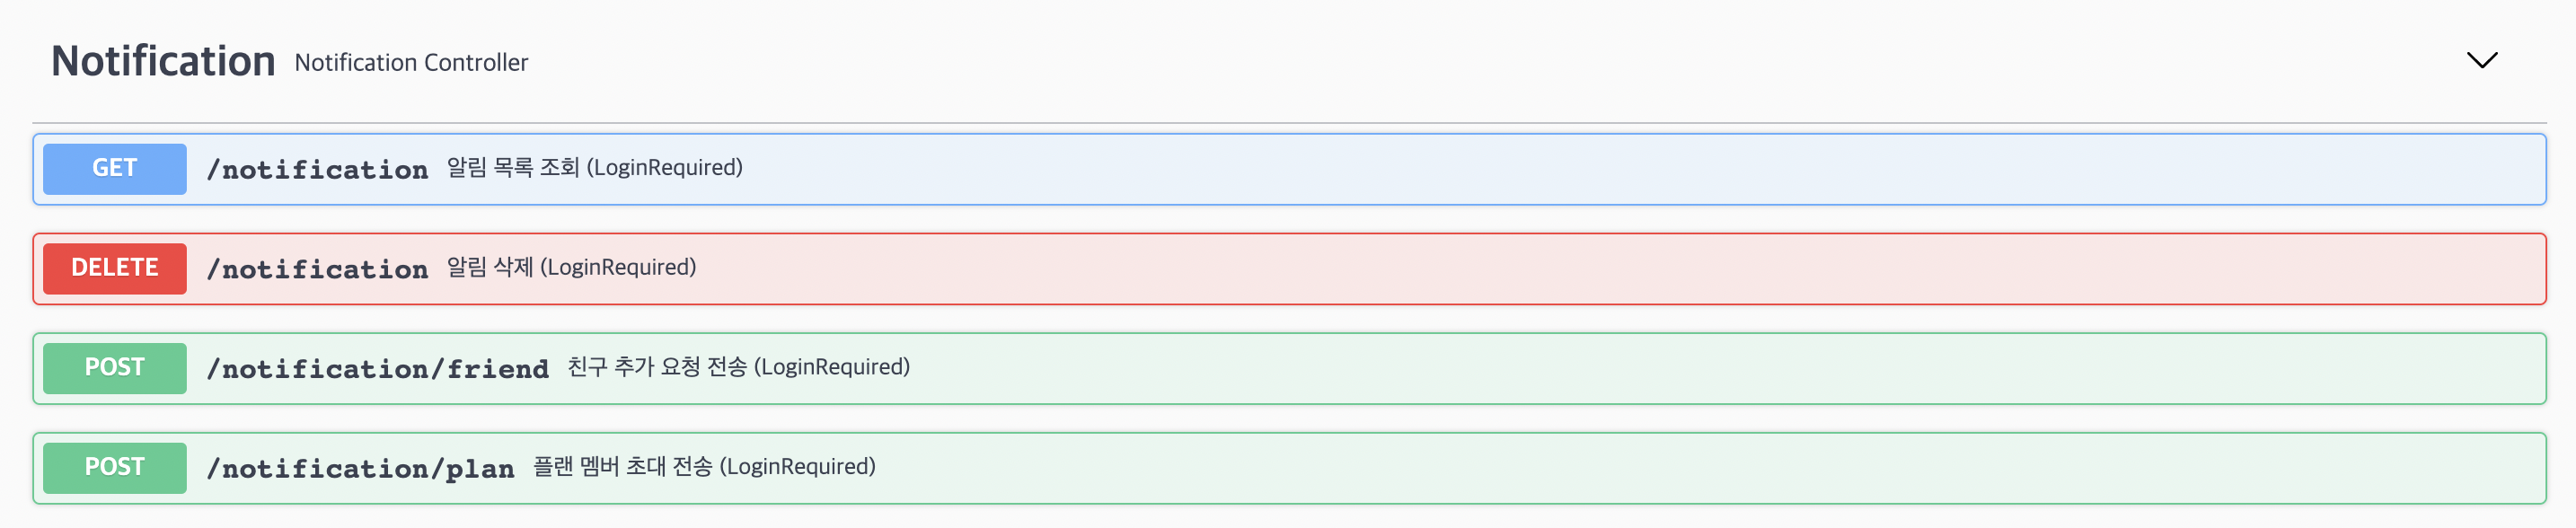 Notification Notification Controller
GET /notification 알림 목록 조회 (LoginRequired)
DELETE /notification 알림 삭제 (LoginRequired)
POST /notification/friend 친구 추가 요청 전송 (LoginRequired)
POST /notification/plan 플랜 멤버 초대 전송 (LoginRequired)